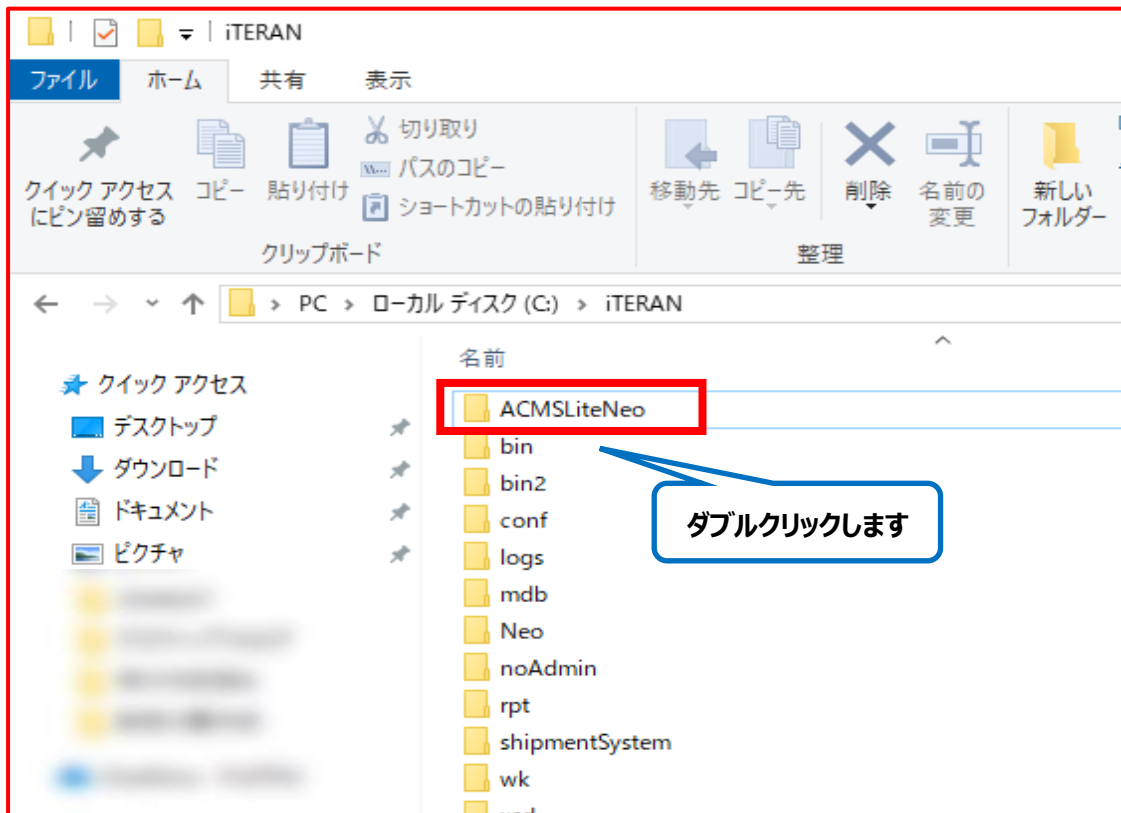 iTERAN
ファイル ホーム 共有 表示
クイック アクセス
にピン留めする
コピー
貼り付け
切り取り
パスのコピー
ショートカットの貼り付け
クリップボード
移動先
コピー先
削除
名前の
変更
整理
新しい
フォルダー
PC > ローカル ディスク (C:) > iTERAN
名前
クイック アクセス
デスクトップ
ダウンロード
ドキュメント
ピクチャ
ACMSLiteNeo
bin
bin2
conf
logs
mdb
Neo
noAdmin
rpt
shipmentSystem
wk
ダブルクリックします